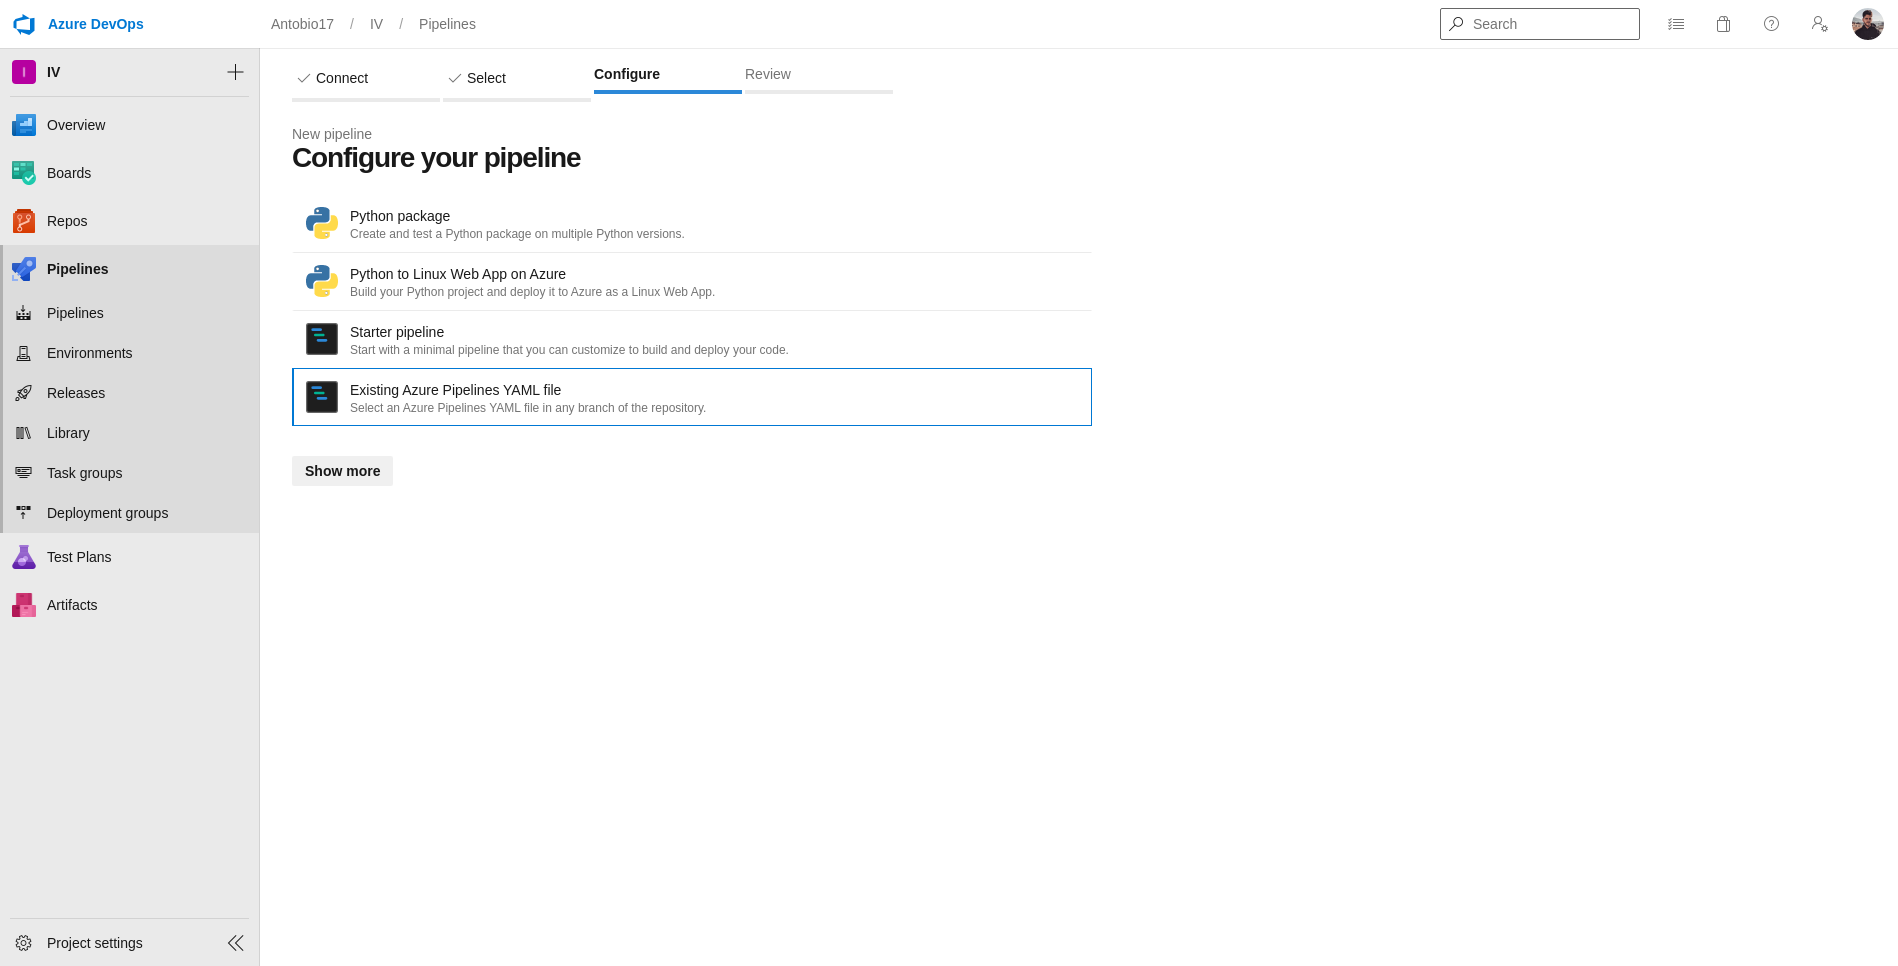 Azure DevOps
Antobio17 / IV / Pipelines
Search
I IV
Overview
Boards
Repos
Pipelines
Pipelines
Environments
Releases
Library
Task groups
Deployment groups
Test Plans
Artifacts
Project settings
Connect Select Configure Review
New pipeline
Configure your pipeline
Python package
Create and test a Python package on multiple Python versions.
Python to Linux Web App on Azure
Build your Python project and deploy it to Azure as a Linux Web App.
Starter pipeline
Start with a minimal pipeline that you can customize to build and deploy your code.
Existing Azure Pipelines YAML file
Select an Azure Pipelines YAML file in any branch of the repository.
Show more